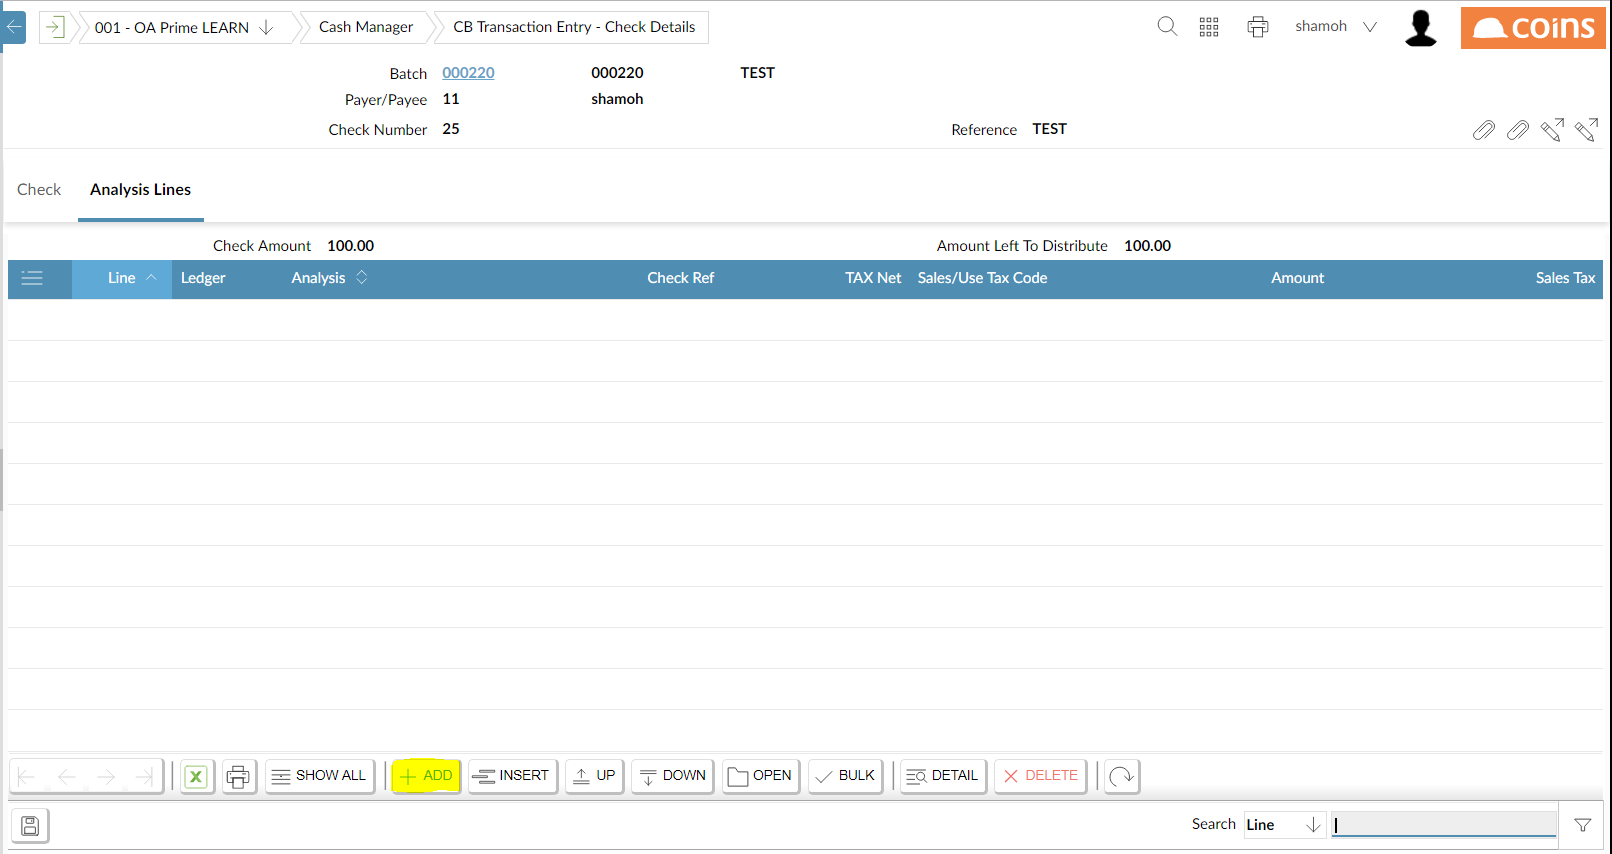 001 - OA Prime LEARN Cash Manager CB Transaction Entry - Check Details shamoh coins
Batch 000220 000220 TEST
Payer/Payee 11 shamoh
Check Number 25 Reference TEST
Check Analysis Lines
Check Amount 100.00 Amount Left To Distribute 100.00
Line Ledger Analysis Check Ref TAX Net Sales/Use Tax Code Amount Sales Tax
X SHOW ALL ADD INSERT UP DOWN OPEN BULK DETAIL DELETE
Search Line